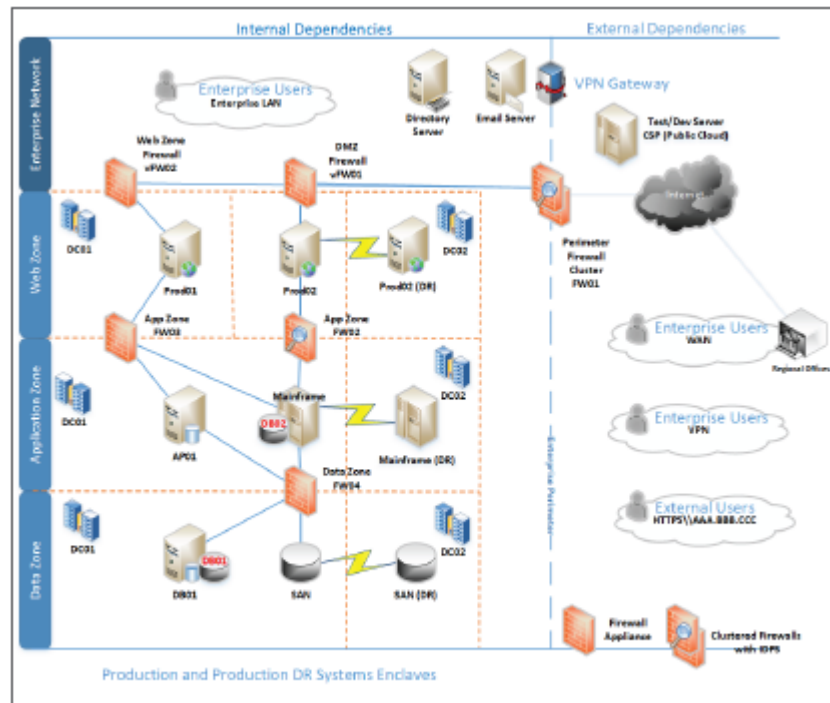 Internal Dependencies
External Dependencies
Enterprise Network
Enterprise Users
Enterprise LAN
Directory
Server
Email Server
VPN Gateway
Test/Dev Server
CSP (Public Cloud)
Web Zone
Firewall
vFW02
DMZ
Firewall
vFW01
Internet
Perimeter
Firewall
Cluster
FW01
Web Zone
DC01
Prod01
Prod02
Prod02 (DR)
DC02
App Zone
FW03
App Zone
FW02
Enterprise Users
WAN
Regional Offices
Application Zone
DC01
AP01
Mainframe
DB02
Mainframe (DR)
DC02
Data Zone
FW04
Enterprise Users
VPN
Enterprise Perimeter
External Users
HTTPS\\AAA.BBB.CCC
Data Zone
DC01
DB01
DB01
SAN
SAN (DR)
DC02
Firewall
Appliance
Clustered Firewalls
with IDPS
Production and Production DR Systems Enclaves